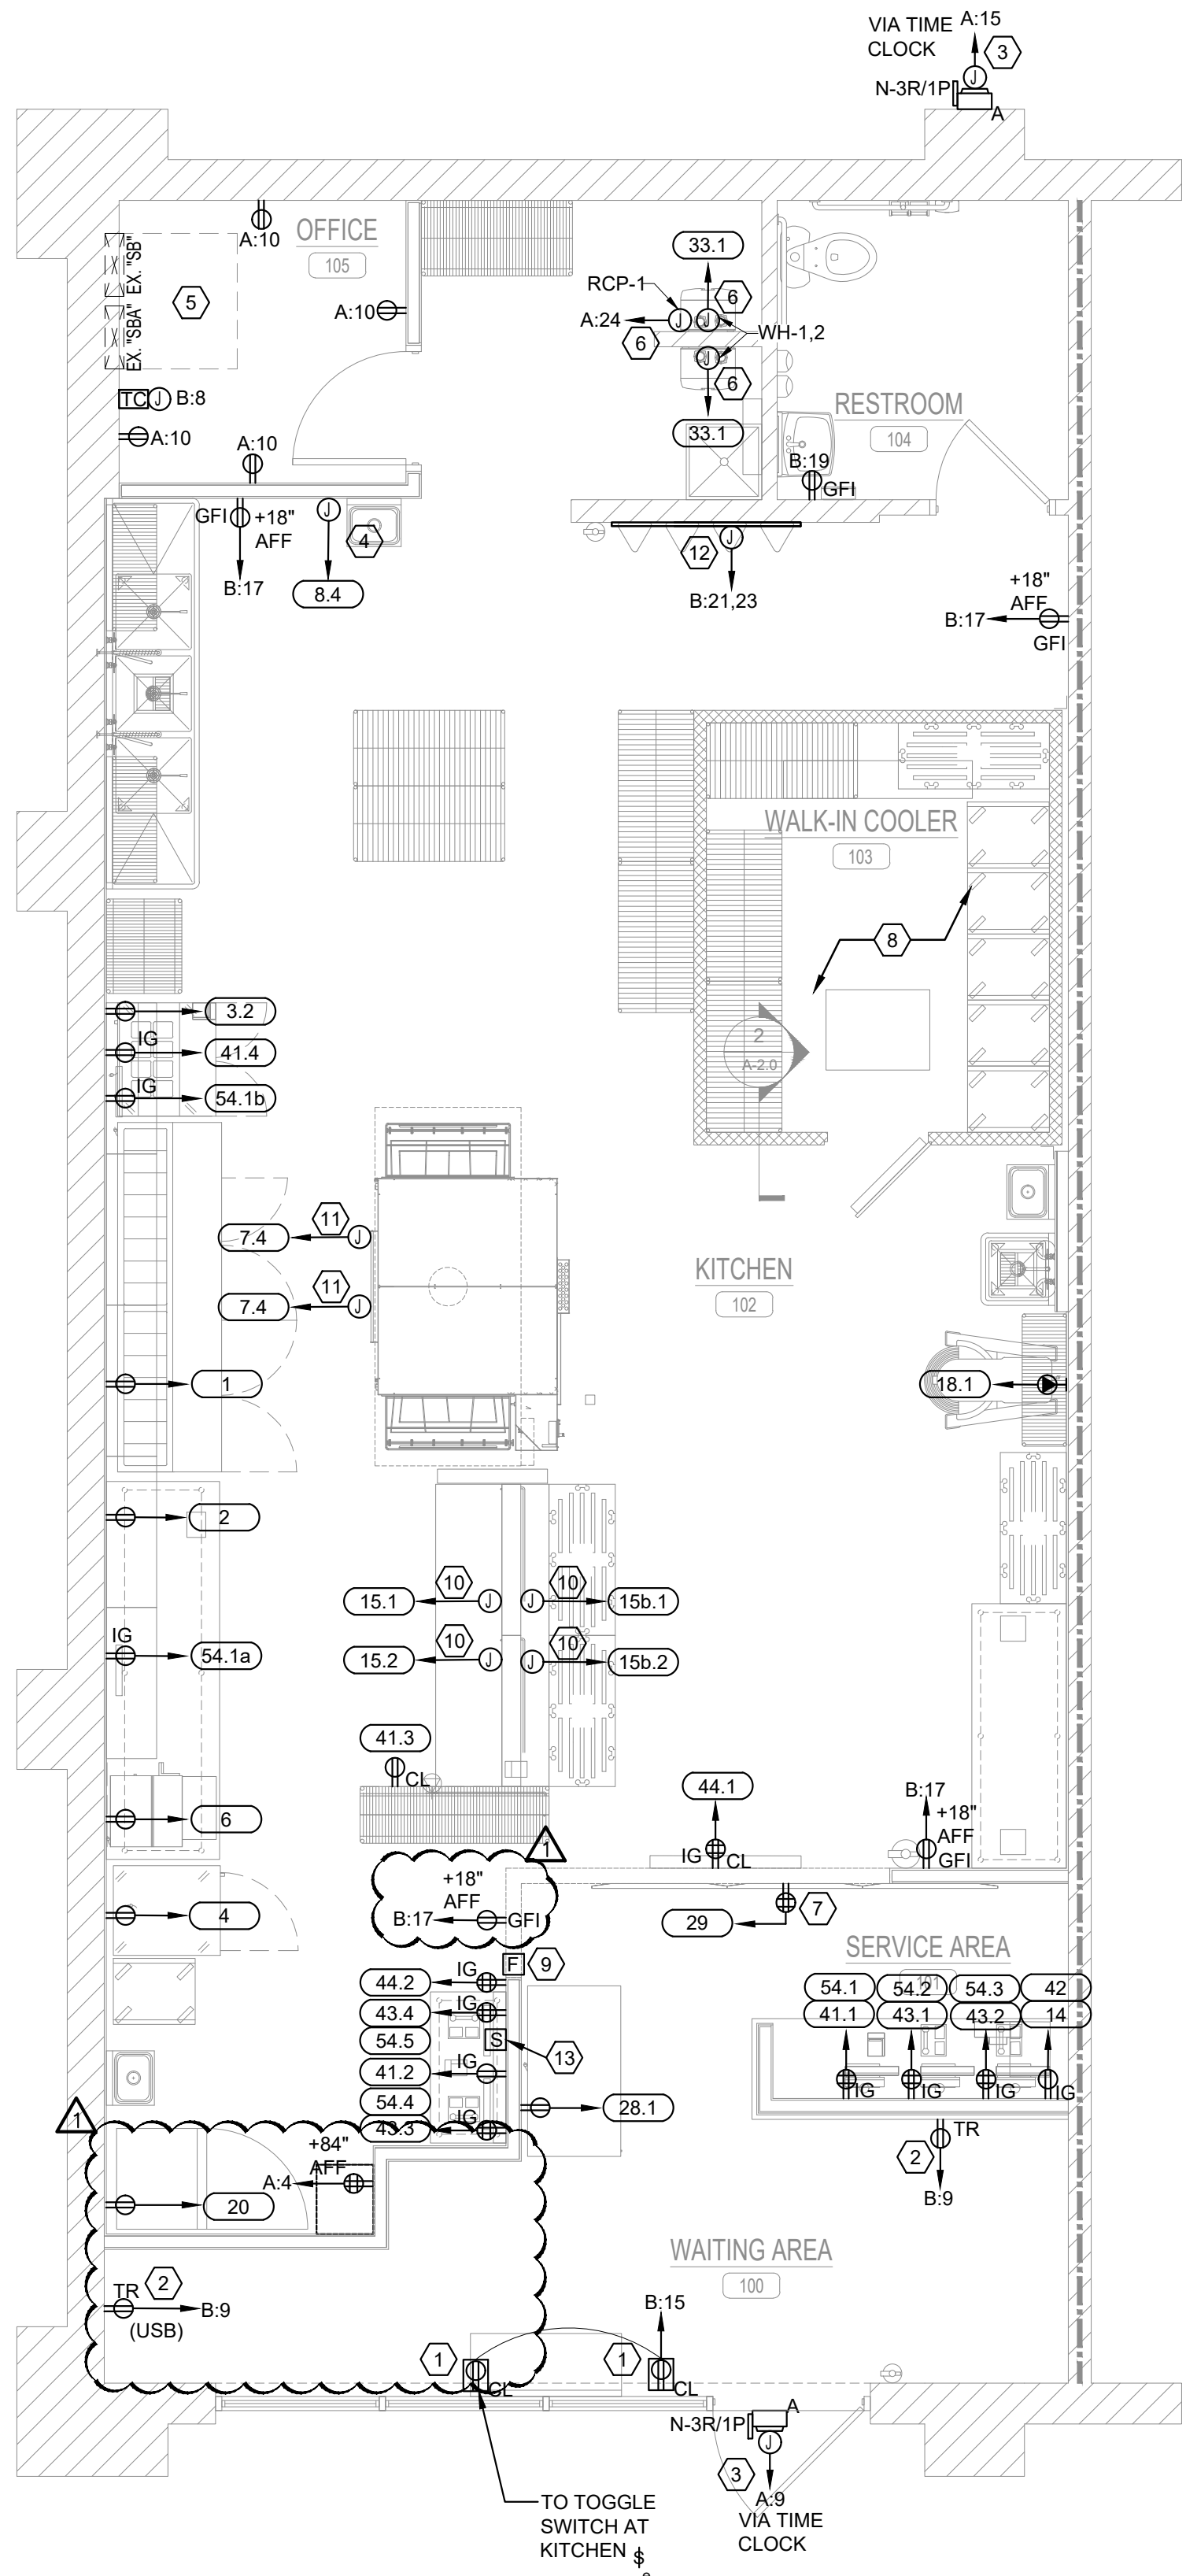 VIA TIME
CLOCK
A:15
3
N-3R/1P
A
OFFICE
105
A:10
EX. "SB"
EX. "SBA"
5
A:10
TC
J
B:8
A:10
A:10
33.1
RCP-1
6
A:24
J
J
6
WH-1,2
J
6
33.1
RESTROOM
104
B:19
GFI
GFI
+18"
AFF
B:17
J
4
8.4
12
J
B:21,23
+18"
AFF
B:17
GFI
WALK-IN COOLER
103
8
2
A-2.0
3.2
IG
41.4
IG
54.1b
11
7.4
J
11
7.4
J
KITCHEN
102
1
18.1
2
10
15.1
J
J
10
15b.1
10
15.2
J
J
10
15b.2
IG
54.1a
41.3
CL
6
44.1
IG
CL
B:17
+18"
AFF
GFI
1
+18"
AFF
B:17
GFI
4
29
7
F
9
SERVICE AREA
101
44.2
IG
43.4
IG
54.5
S
13
41.2
IG
54.4
43.3
IG
28.1
54.1
54.2
54.3
42
41.1
43.1
43.2
14
IG
IG
IG
IG
TR
2
B:9
1
+84"
AFF
A:4
20
WAITING AREA
100
TR
2
B:9
(USB)
B:15
1
CL
1
CL
N-3R/1P
A
J
3
A:9
VIA TIME
CLOCK
TO TOGGLE
SWITCH AT
KITCHEN $